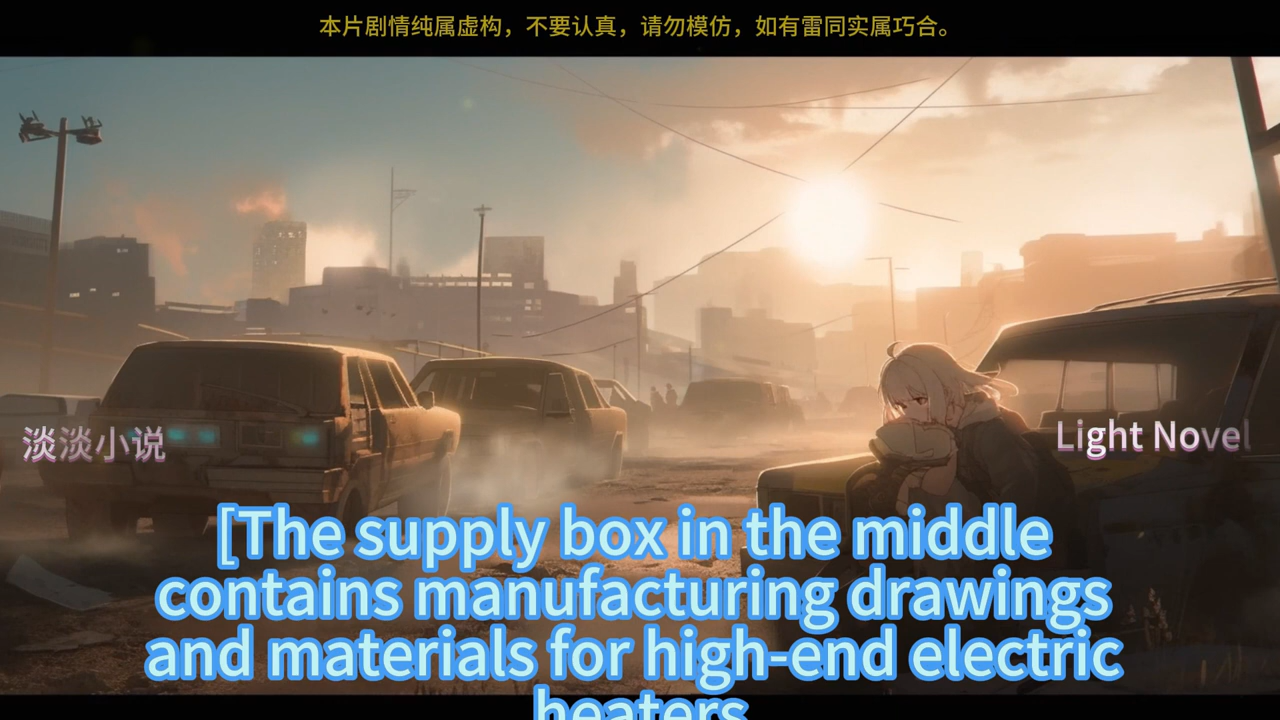 本片剧情纯属虚构，不要认真，请勿模仿，如有雷同实属巧合。
淡淡小说
Light Novel
[The supply box in the middle
contains manufacturing drawings
and materials for high-end electric
heaters